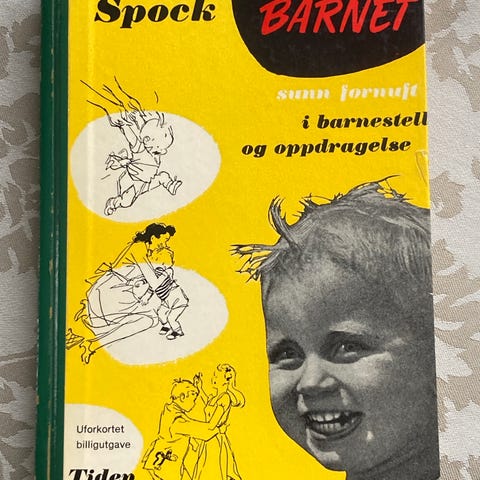 Spock
BARNET
sunn fornuft
i barnestell
og oppdragelse
Uforkortet
billigutgave
Tiden